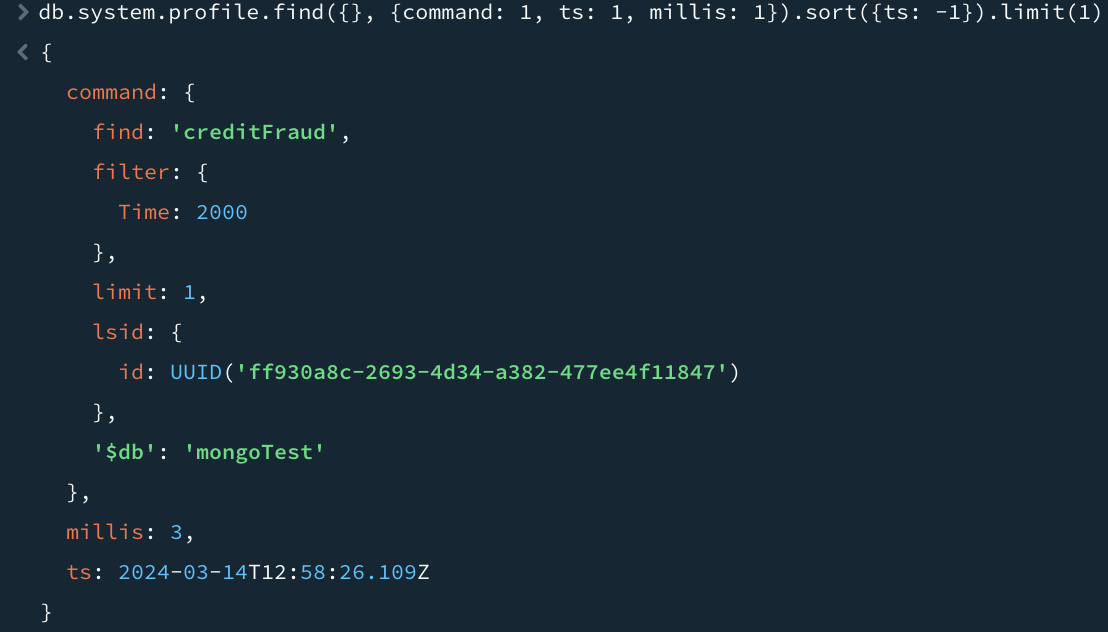 > db.system.profile.find({}, {command: 1, ts: 1, millis: 1}).sort({ts: -1}).limit(1)
< {
command: {
find: 'creditFraud',
filter: {
Time: 2000
},
limit: 1,
lsid: {
id: UUID('ff930a8c-2693-4d34-a382-477ee4f11847')
},
'$db': 'mongoTest'
},
millis: 3,
ts: 2024-03-14T12:58:26.109Z
}